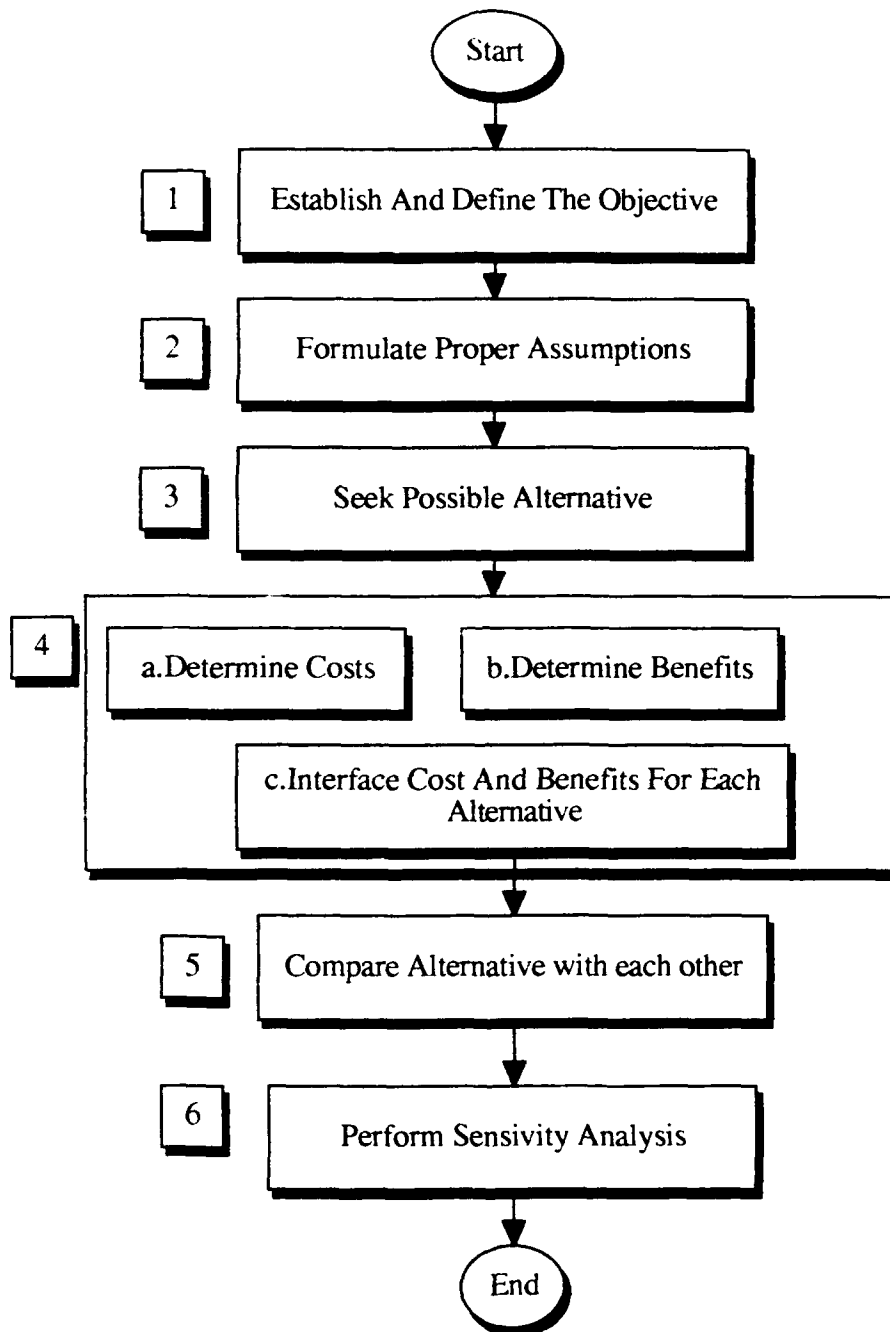 Start
1
Establish And Define The Objective
2
Formulate Proper Assumptions
3
Seek Possible Alternative
4
a.Determine Costs
b.Determine Benefits
c.Interface Cost And Benefits For Each
Alternative
5
Compare Alternative with each other
6
Perform Sensivity Analysis
End